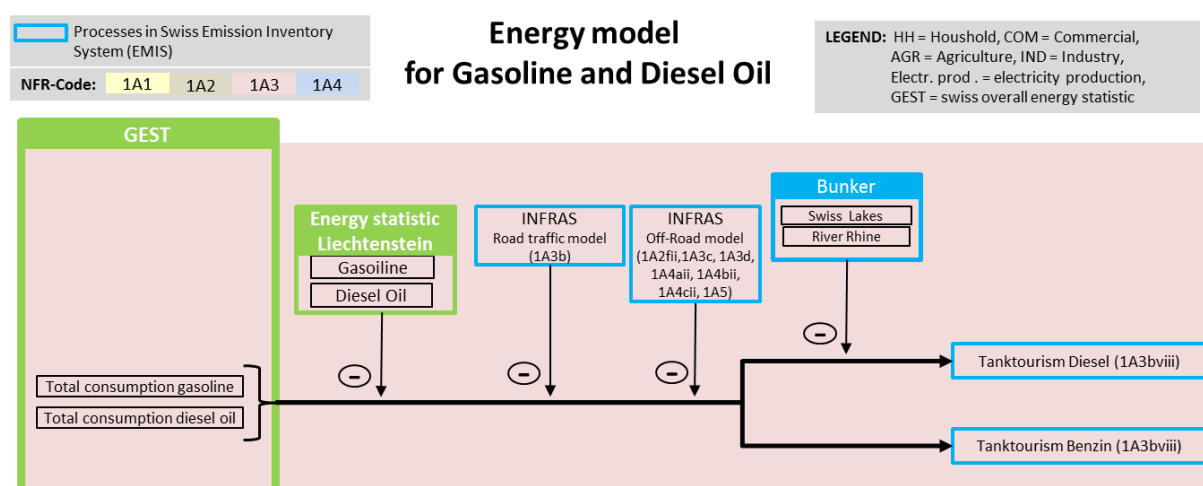 Processes in Swiss Emission Inventory
System (EMIS)
NFR-Code: 1A1 1A2 1A3 1A4
Energy model
for Gasoline and Diesel Oil
LEGEND: HH = Houshold, COM = Commercial,
AGR = Agriculture, IND = Industry,
Electr. prod . = electricity production,
GEST = swiss overall energy statistic
GEST
Energy statistic
Liechtenstein
Gasoiline
Diesel Oil
INFRAS
Road traffic model
(1A3b)
INFRAS
Off-Road model
(1A2fii,1A3c, 1A3d,
1A4aii, 1A4bii,
1A4cii, 1A5)
Bunker
Swiss Lakes
River Rhine
-
-
-
-
Total consumption gasoline
Total consumption diesel oil
Tanktourism Diesel (1A3bviii)
Tanktourism Benzin (1A3bviii)